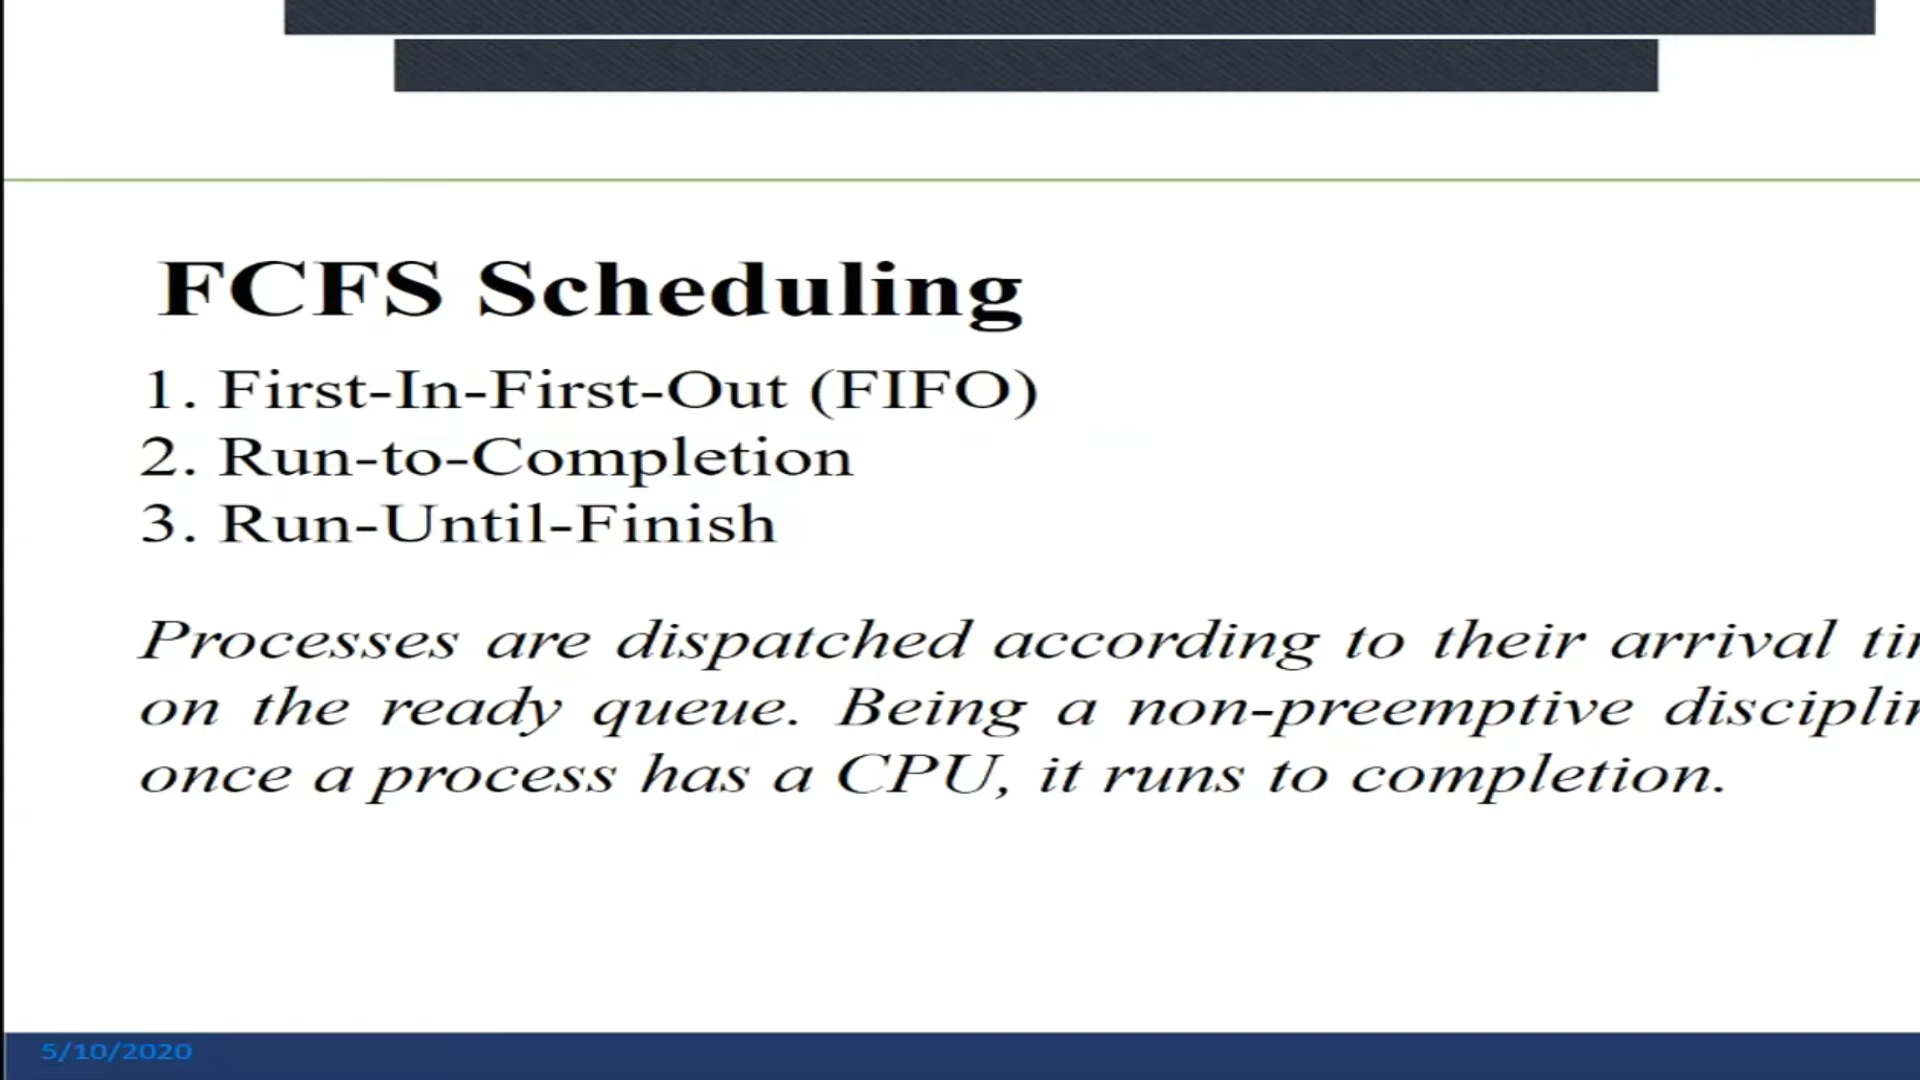 FCFS Scheduling
1. First-In-First-Out (FIFO)
2. Run-to-Completion
3. Run-Until-Finish
Processes are dispatched according to their arrival
on the ready queue. Being a non-preemptive
once a process has a CPU, it runs to completion.
5/10/2020